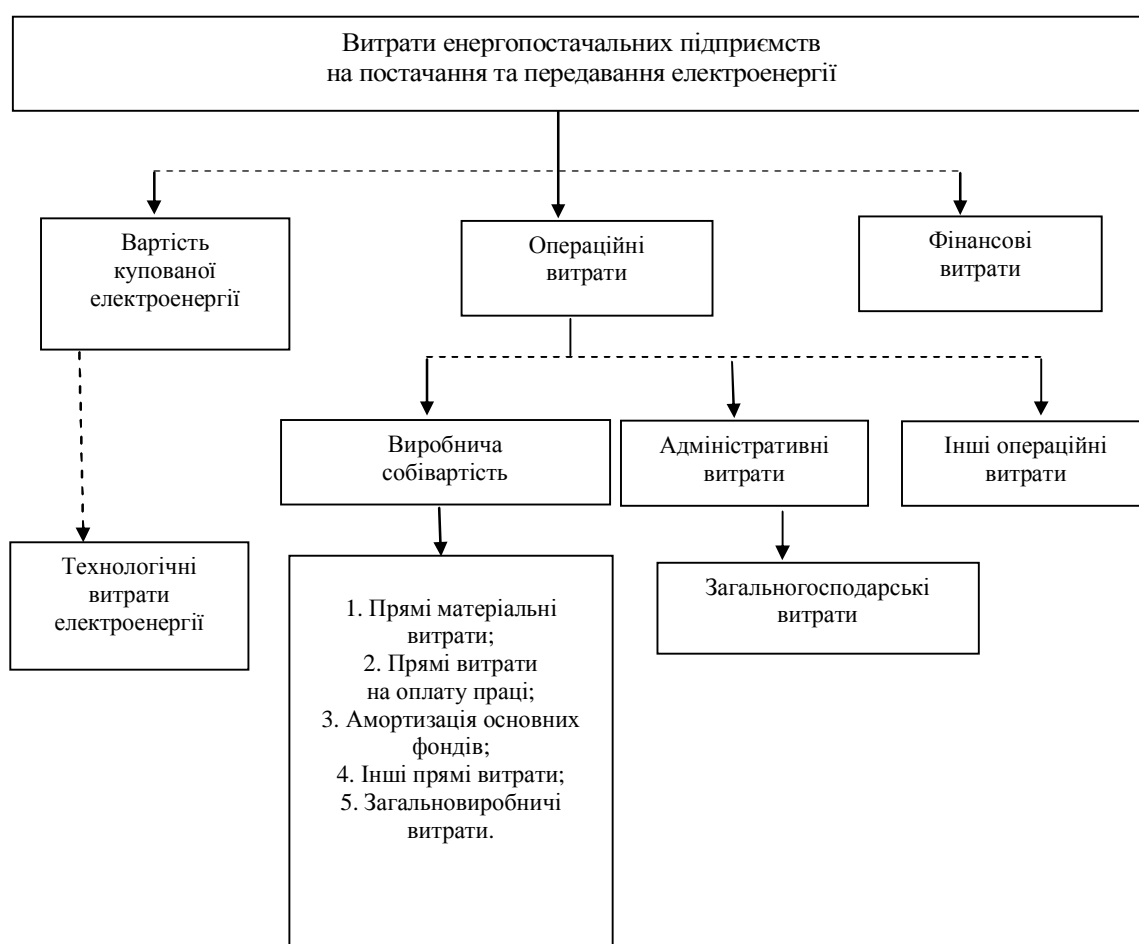 Витрати енергопостачальних підприємств
на постачання та передавання електроенергії
Вартість
купованої
електроенергії
Операційні
витрати
Фінансові
витрати
Виробнича
собівартість
Адміністративні
витрати
Інші операційні
витрати
Технологічні
витрати
електроенергії
1. Прямі матеріальні
витрати;
2. Прямі витрати
на оплату праці;
3. Амортизація основних
фондів;
4. Інші прямі витрати;
5. Загальновиробничі
витрати.
Загальногосподарські
витрати